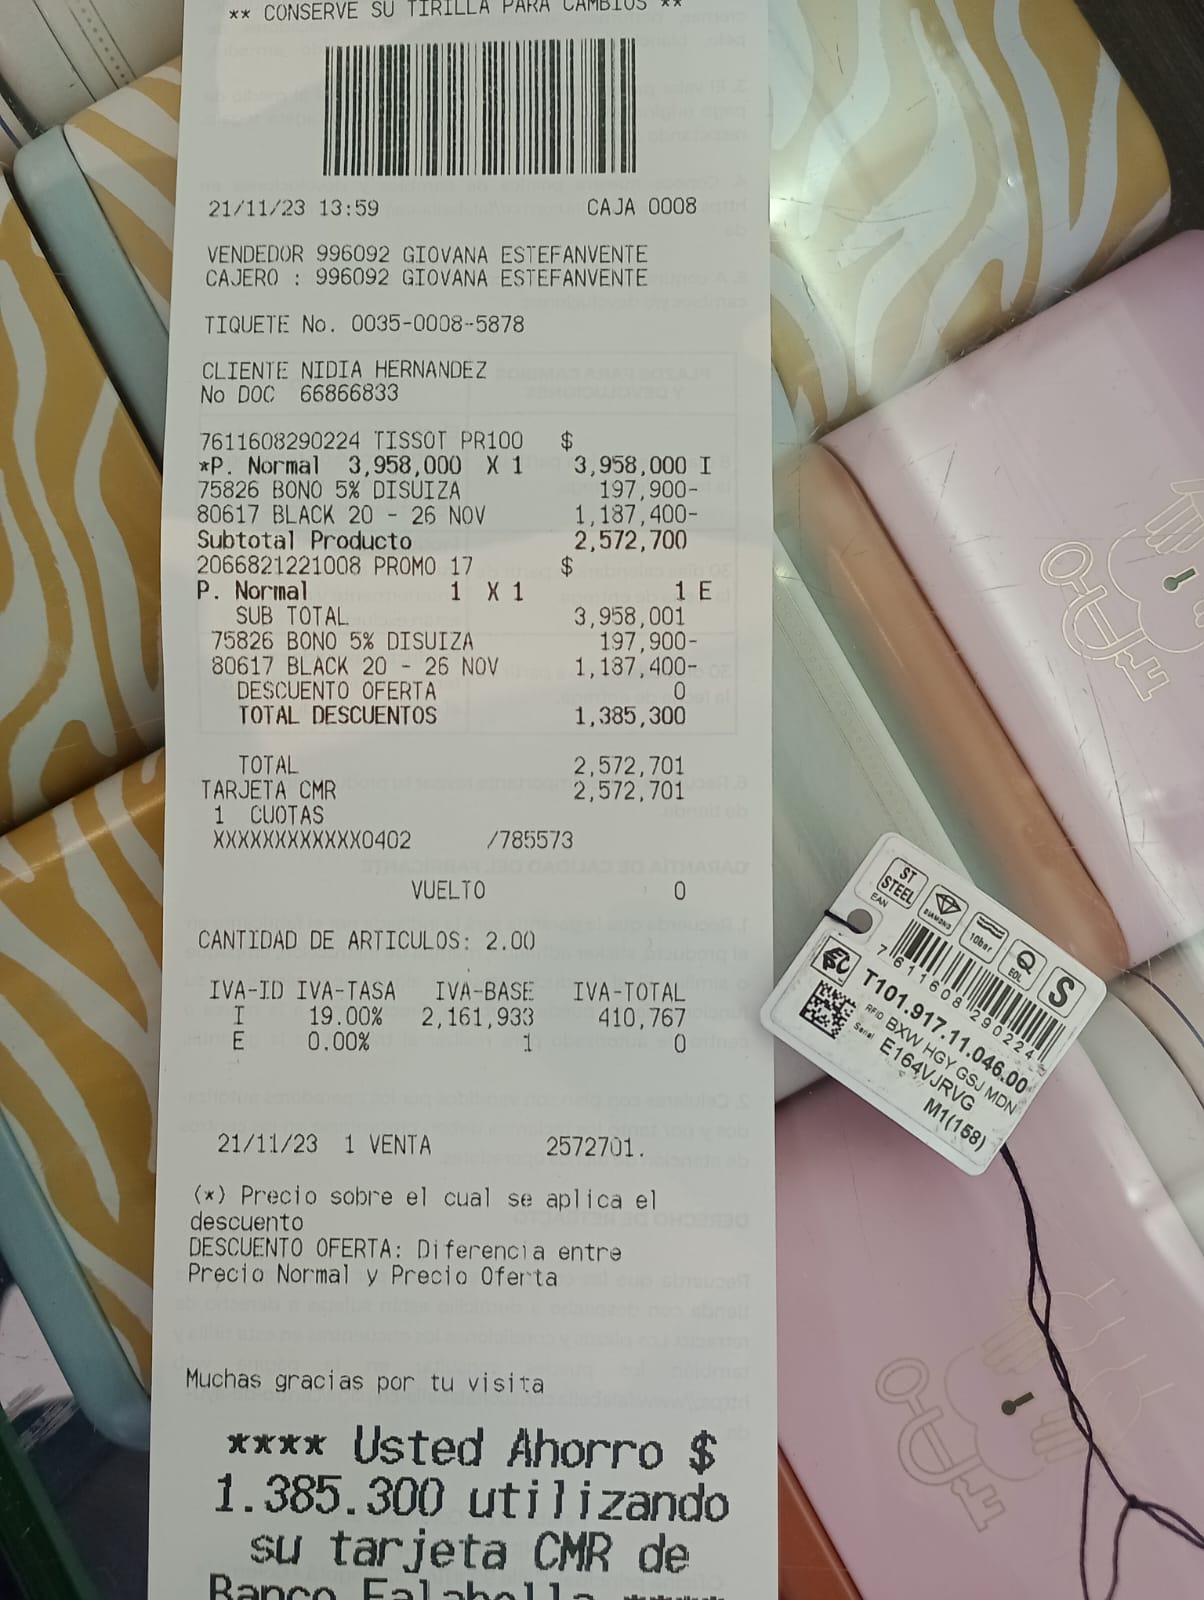 ** CONSERVE SU TIRILLA PARA CAMBIOS **
21/11/23 13:59 CAJA 0008
VENDEDOR 996092 GIOVANA ESTEFANVENTE
CAJERO : 996092 GIOVANA ESTEFANVENTE
TIQUETE No. 0035-0008-5878
CLIENTE NIDIA HERNANDEZ
No DOC 66866833
7611608290224 TISSOT PR100 $
*P. Normal 3,958,000 X 1 3,958,000 I
75826 BONO 5% DISUIZA 197,900-
80617 BLACK 20 - 26 NOV 1,187,400-
Subtotal Producto 2,572,700
2066821221008 PROMO 17 $
P. Normal 1 X 1 1 E
SUB TOTAL 3,958,001
75826 BONO 5% DISUIZA 197,900-
80617 BLACK 20 - 26 NOV 1,187,400-
DESCUENTO OFERTA 0
TOTAL DESCUENTOS 1,385,300
TOTAL 2,572,701
TARJETA CMR 2,572,701
1 CUOTAS
XXXXXXXXXXXX0402 /785573
VUELTO 0
CANTIDAD DE ARTICULOS: 2.00
IVA-ID IVA-TASA IVA-BASE IVA-TOTAL
I 19.00% 2,161,933 410,767
E 0.00% 1 0
21/11/23 1 VENTA 2572701.
(*) Precio sobre el cual se aplica el
descuento
DESCUENTO OFERTA: Diferencia entre
Precio Normal y Precio Oferta
Muchas gracias por tu visita
**** Usted Ahorro $
1.385.300 utilizando
su tarjeta CMR de
Banco Falabella ****
ST
STEEL
DIAMOND
10bar
EOL
S
EAN
7611608290224
T101.917.11.046.00
RFID BXW HGY GSJ MDN
Serial E164VJRVG
M1(158)